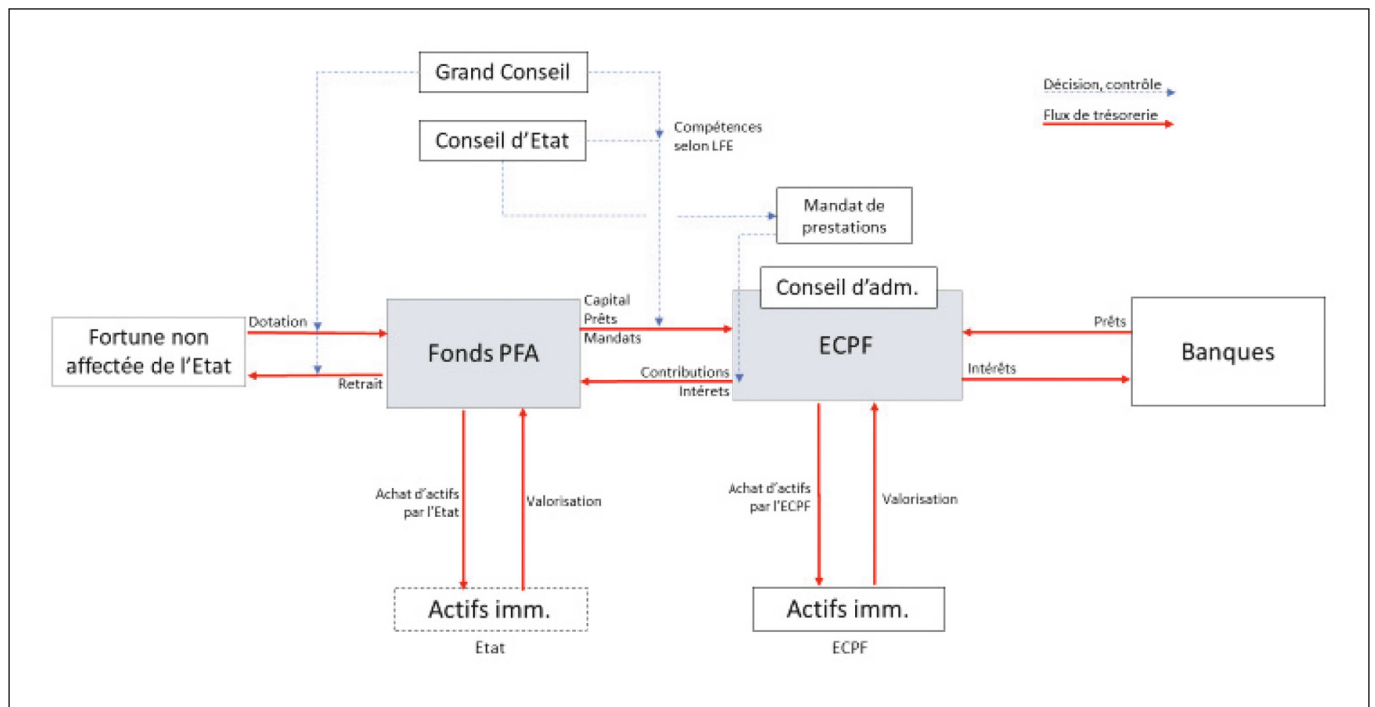 Grand Conseil
Décision, contrôle
Flux de trésorerie
Conseil d'Etat
Compétences
selon LFE
Mandat de
prestations
Conseil d'adm.
Capital
Prêts
Mandats
Dotation
Prêts
Fortune non
affectée de l'Etat
Fonds PFA
ECPF
Banques
Retrait
Contributions
Intérets
Intérêts
Achat d'actifs
par l'Etat
Valorisation
Achat d'actifs
par l'ECPF
Valorisation
Actifs imm.
Actifs imm.
Etat
ECPF